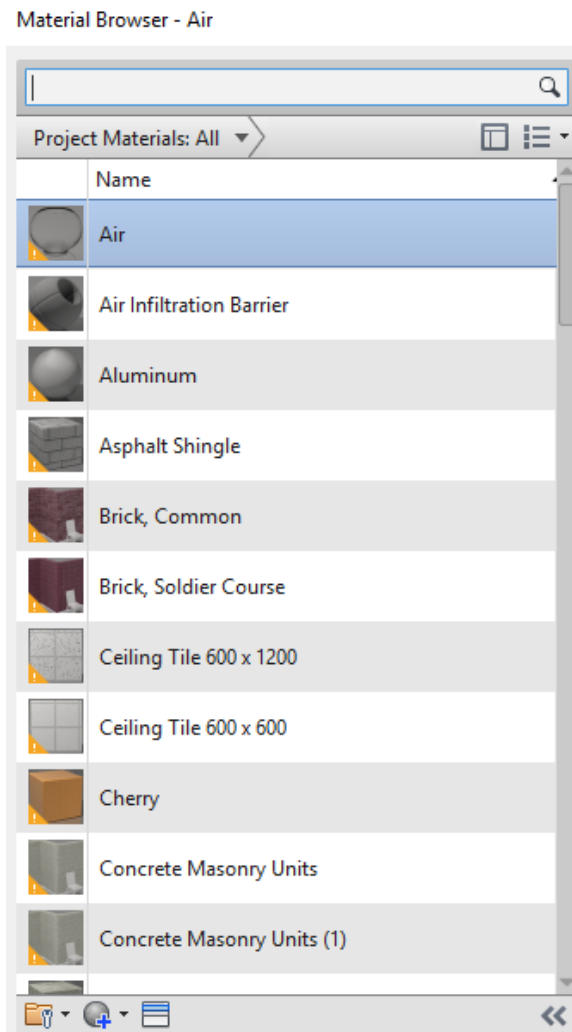 Material Browser - Air
Project Materials: All
Name
Air
Air Infiltration Barrier
Aluminum
Asphalt Shingle
Brick, Common
Brick, Soldier Course
Ceiling Tile 600 x 1200
Ceiling Tile 600 x 600
Cherry
Concrete Masonry Units
Concrete Masonry Units (1)